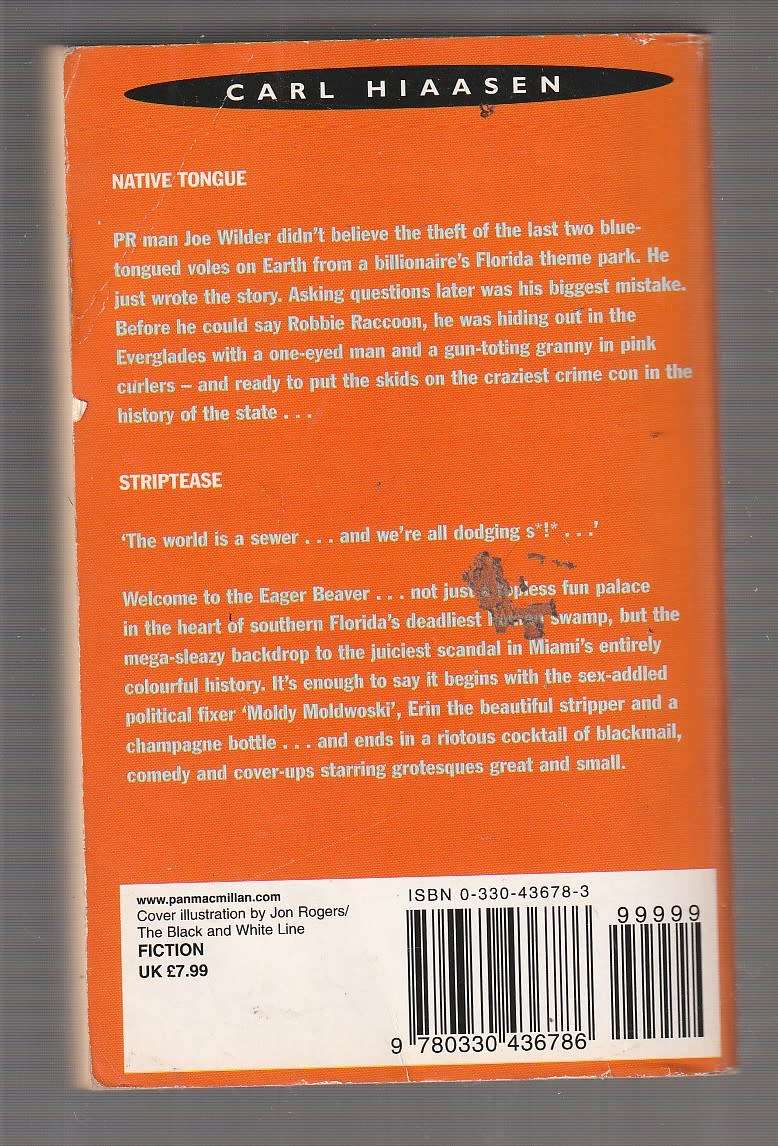 CARL HIAASEN
NATIVE TONGUE
PR man Joe Wilder didn't believe the theft of the last two blue-
tongued voles on Earth from a billionaire's Florida theme park. He
just wrote the story. Asking questions later was his biggest mistake.
Before he could say Robbie Raccoon, he was hiding out in the
Everglades with a one-eyed man and a gun-toting granny in pink
curlers – and ready to put the skids on the craziest crime con in the
history of the state . . .
STRIPTEASE
'The world is a sewer . . . and we're all dodging s*!* . . .'
Welcome to the Eager Beaver . . . not just fun palace
in the heart of southern Florida's deadliest Swamp, but the
mega-sleazy backdrop to the juiciest scandal in Miami's entirely
colourful history. It's enough to say it begins with the sex-addled
political fixer 'Moldy Moldwoski', Erin the beautiful stripper and a
champagne bottle . . . and ends in a riotous cocktail of blackmail,
comedy and cover-ups starring grotesques great and small.
www.panmacmillan.com
Cover illustration by Jon Rogers/
The Black and White Line
FICTION
UK £7.99
ISBN 0-330-43678-3
99999
9 780330 436786